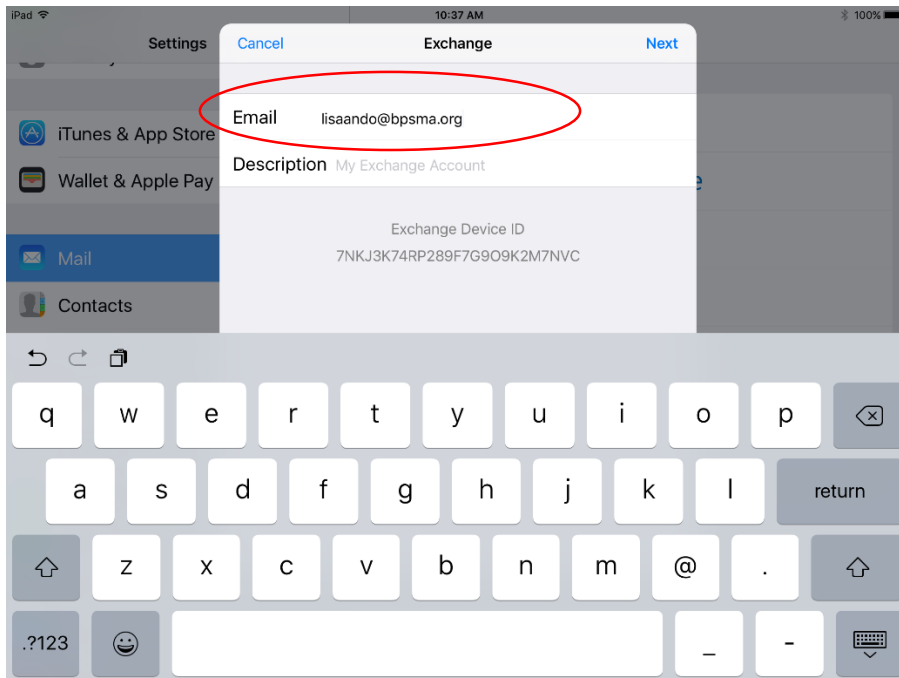 iPad 10:37 AM 100%
Settings Cancel Exchange Next
Email lisaando@bpsma.org
iTunes & App Store
Description My Exchange Account
Wallet & Apple Pay
Exchange Device ID
7NKJ3K74RP289F7G9O9K2M7NVC
Mail
Contacts
q w e r t y u i o p
a s d f g h j k l return
z x c v b n m @ .
.?123 _ -